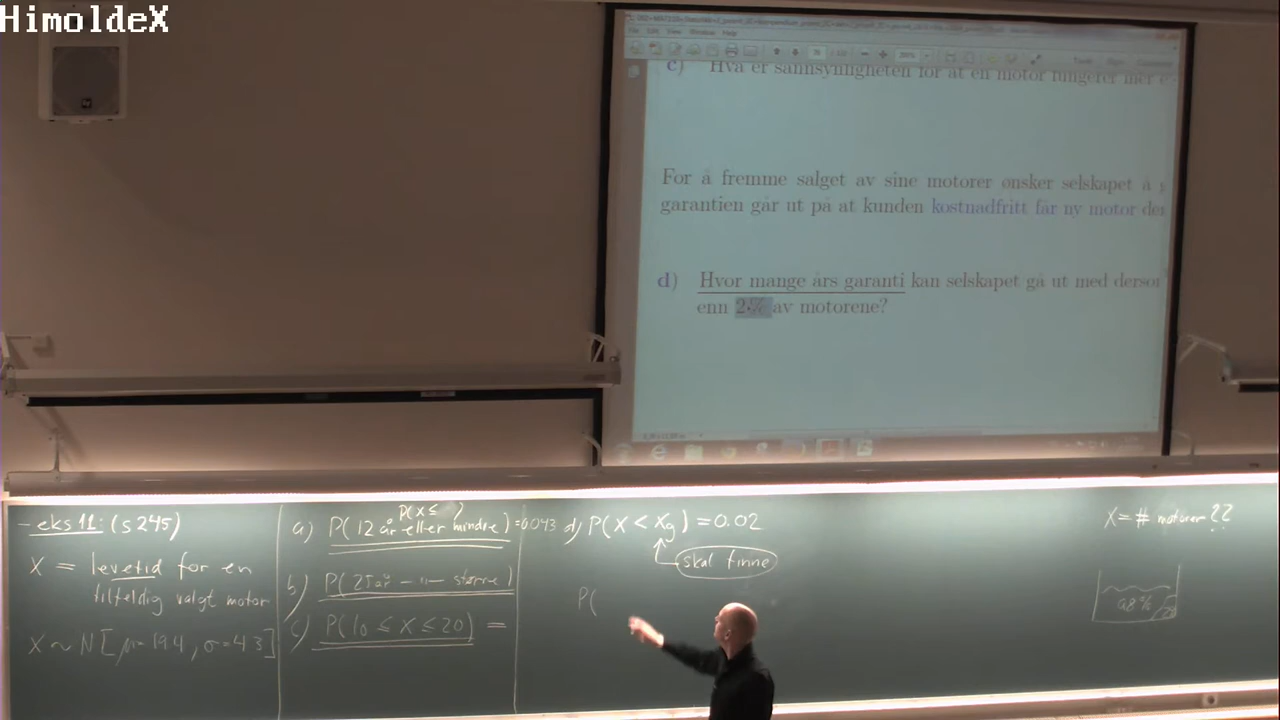 HimoldeX
c) Hva er sannsynligheten for at en motor fungerer mer e
For å fremme salget av sine motorer ønsker selskapet å
garantien går ut på at kunden kostnadfritt får ny motor der
d) Hvor mange års garanti kan selskapet gå ut med derso
enn 2% av motorene?
- eks 11: (s 245)
X = levetid for en
tilfeldig valgt motor
X ~ N[μ=19.4, σ=4.3]
P(X ≤ )
a) P(12 år eller mindre) = 0.043
b) P(25 år — " — større)
c) P(10 ≤ X ≤ 20) =
d) P(X < xg) = 0.02
skal finne
P(
X = # motorer ??
98%